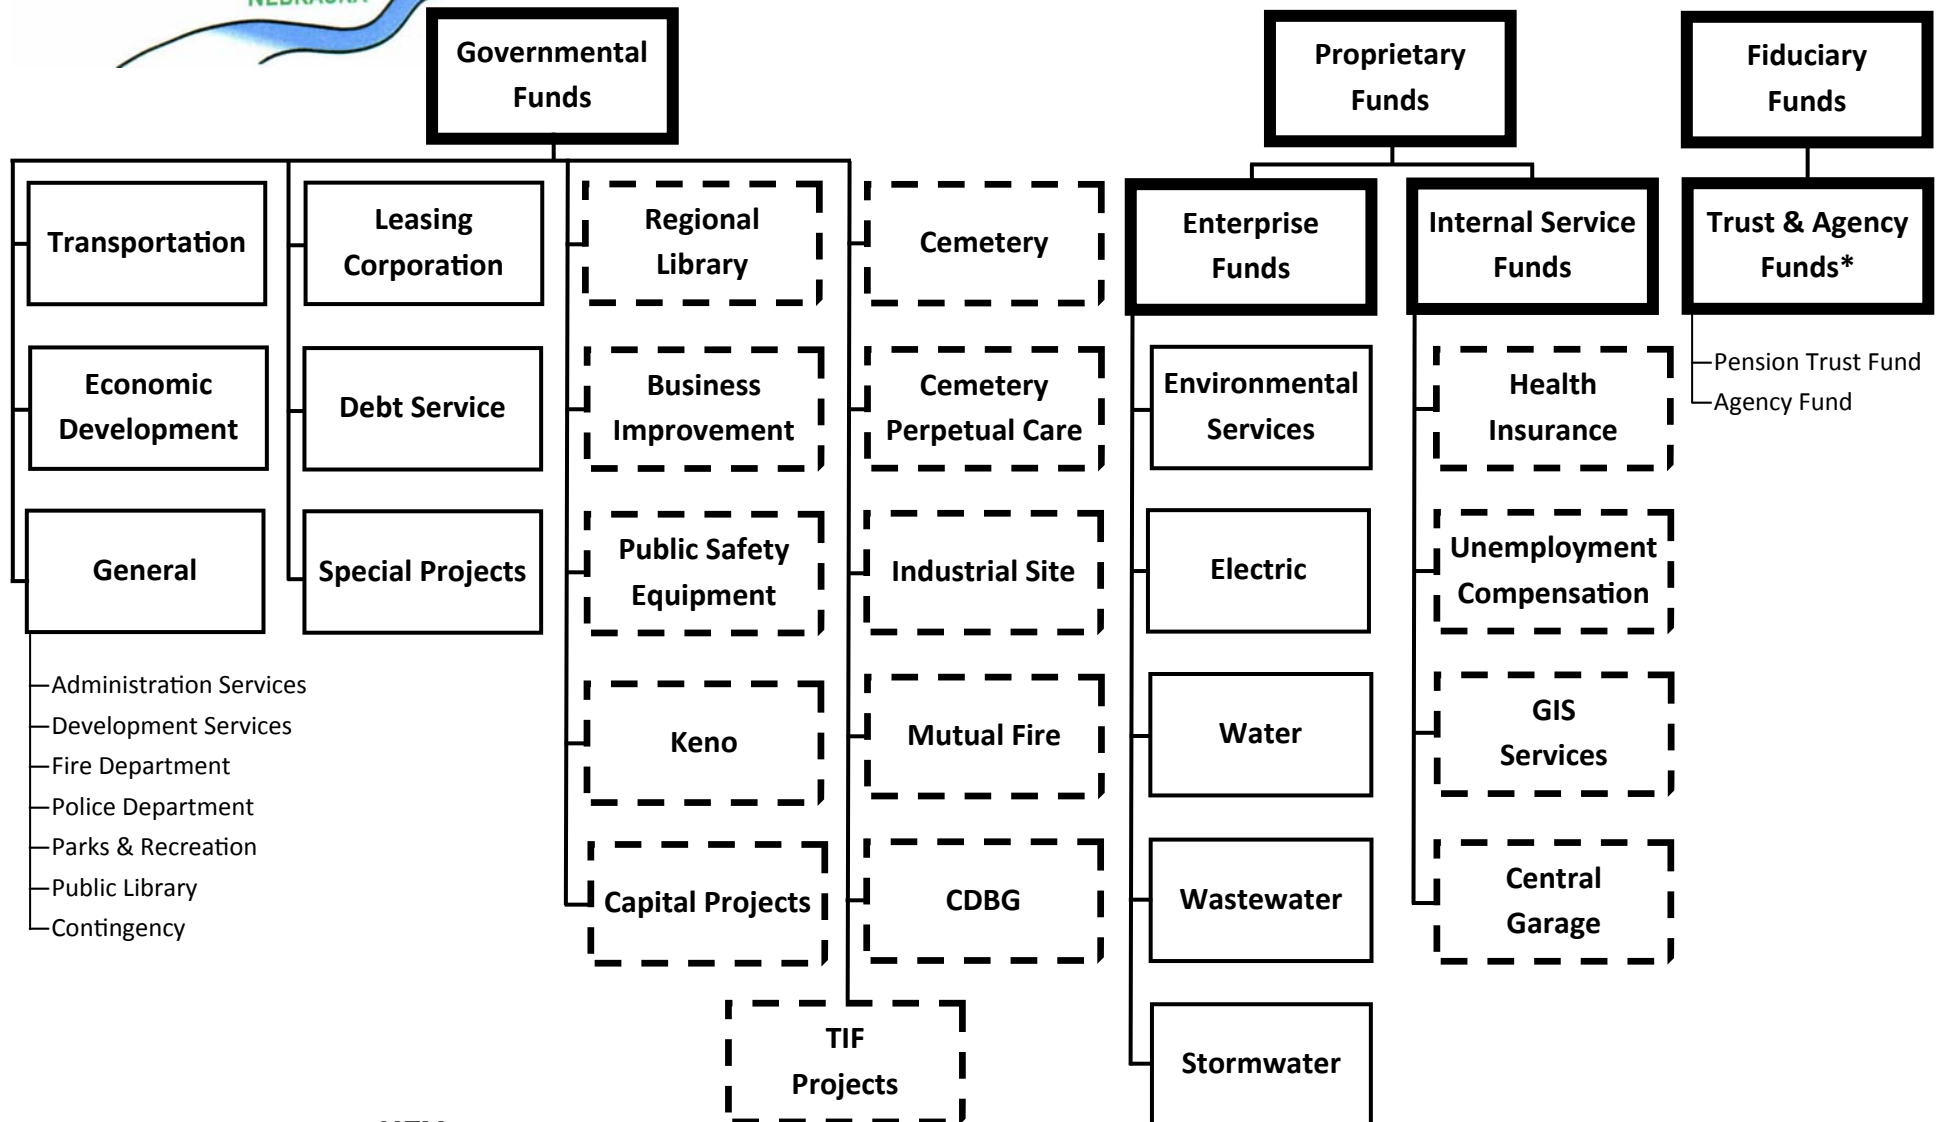 NEBRASKA
Governmental
Funds
Proprietary
Funds
Fiduciary
Funds
Transportation
Leasing
Corporation
Regional
Library
Cemetery
Enterprise
Funds
Internal Service
Funds
Trust & Agency
Funds*
Economic
Development
Debt Service
Business
Improvement
Cemetery
Perpetual Care
Environmental
Services
Health
Insurance
Pension Trust Fund
Agency Fund
General
Special Projects
Public Safety
Equipment
Industrial Site
Electric
Unemployment
Compensation
Administration Services
Development Services
Fire Department
Police Department
Parks & Recreation
Public Library
Contingency
Keno
Mutual Fire
Water
GIS
Services
Capital Projects
CDBG
Wastewater
Central
Garage
TIF
Projects
Stormwater